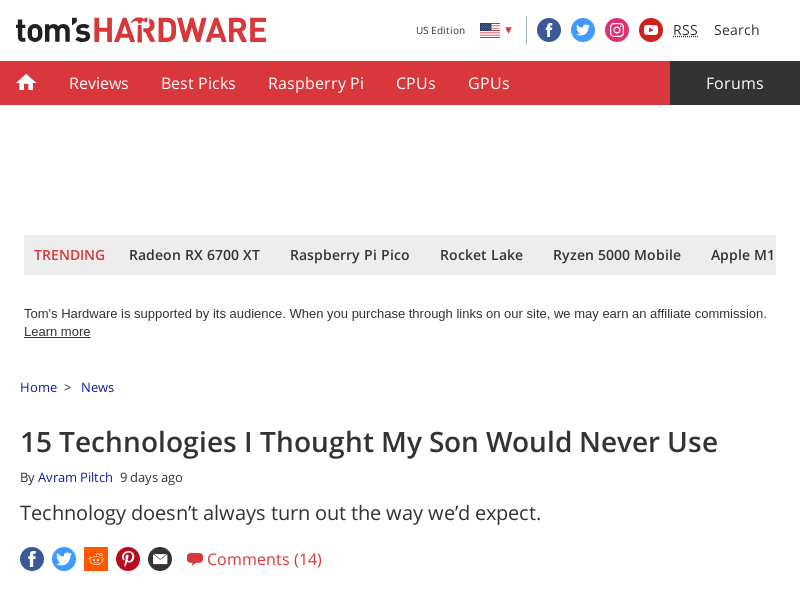 tom's HARDWARE
US Edition ▼ RSS Search
Reviews Best Picks Raspberry Pi CPUs GPUs Forums
TRENDING Radeon RX 6700 XT Raspberry Pi Pico Rocket Lake Ryzen 5000 Mobile Apple M1
Tom's Hardware is supported by its audience. When you purchase through links on our site, we may earn an affiliate commission.
Learn more
Home > News
15 Technologies I Thought My Son Would Never Use
By Avram Piltch 9 days ago
Technology doesn’t always turn out the way we’d expect.
Comments (14)